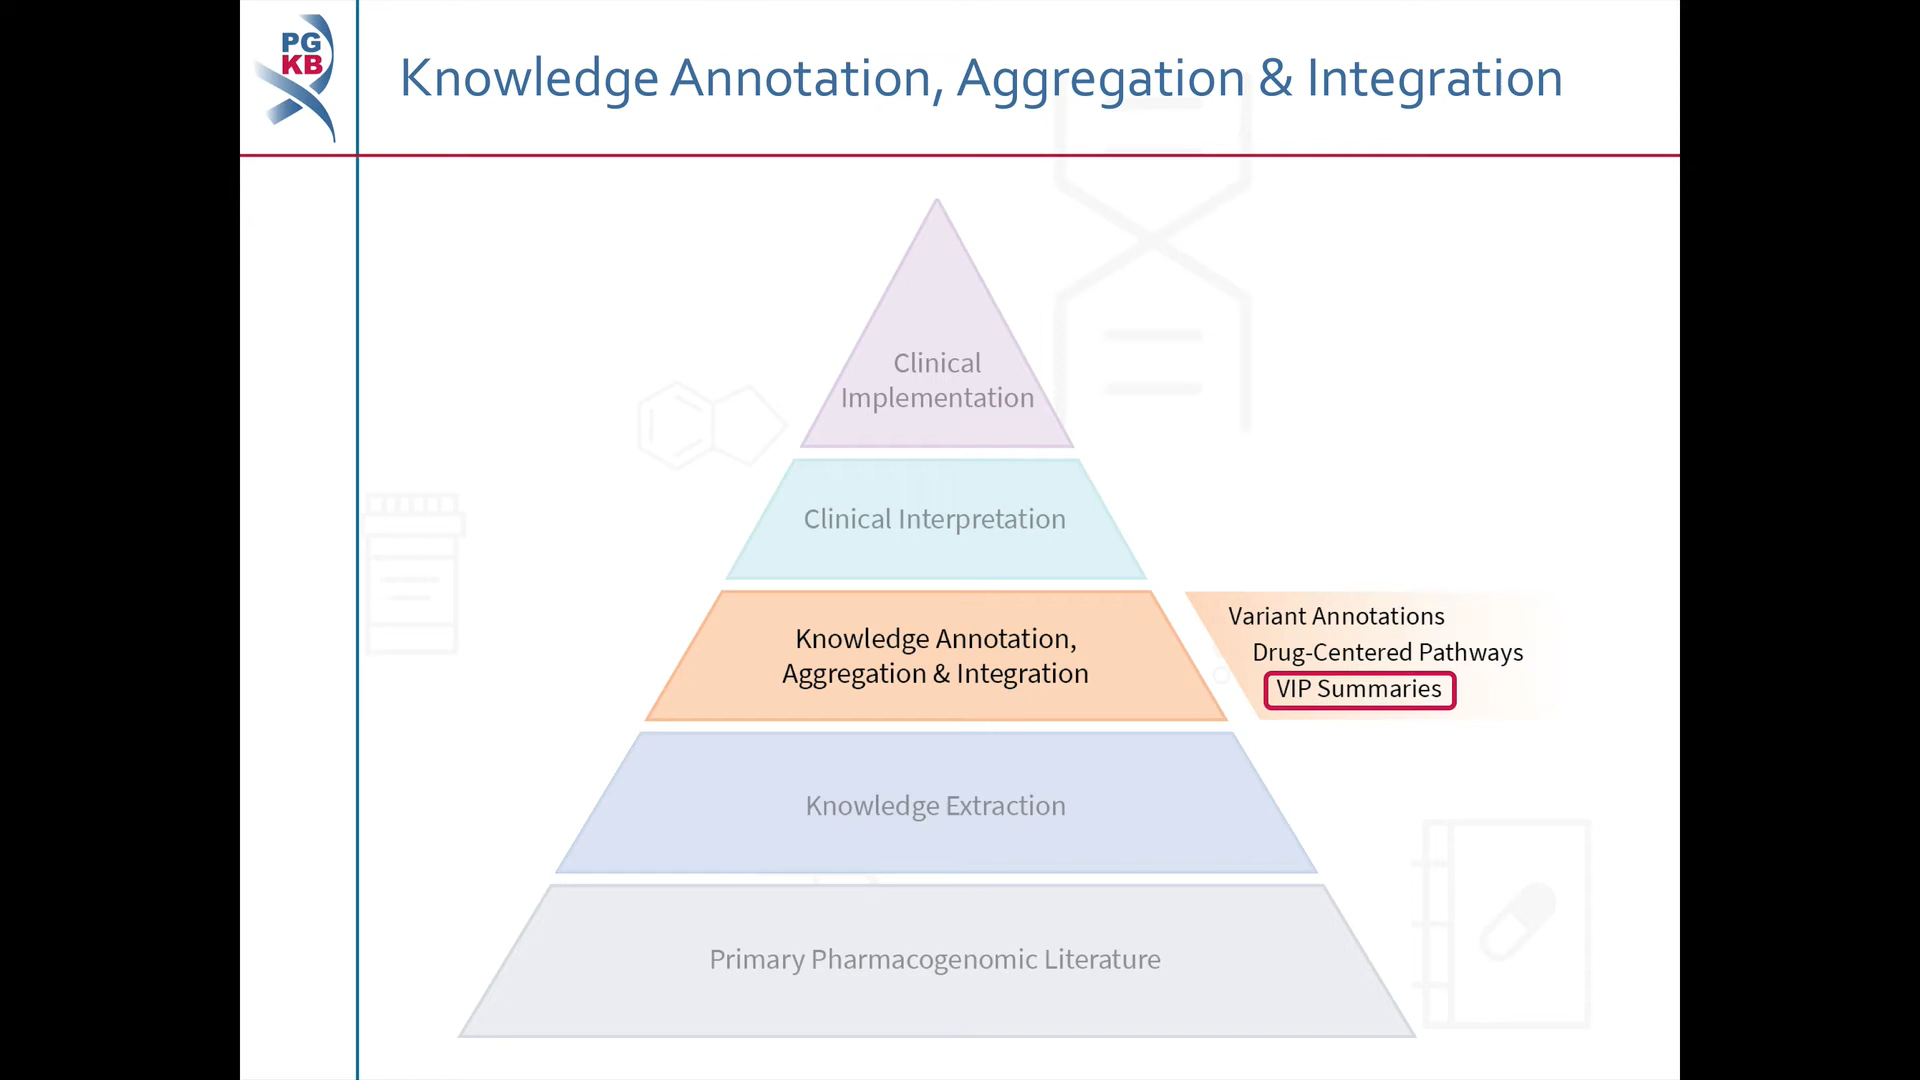 PG
KB
Knowledge Annotation, Aggregation & Integration
Clinical
Implementation
Clinical Interpretation
Knowledge Annotation,
Aggregation & Integration
Variant Annotations
Drug-Centered Pathways
VIP Summaries
Knowledge Extraction
Primary Pharmacogenomic Literature